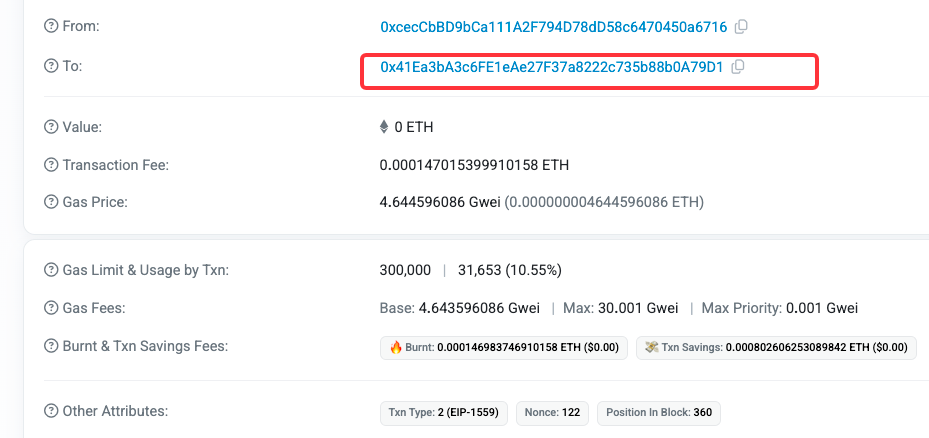 From: 0xcecCbBD9bCa111A2F794D78dD58c6470450a6716
To: 0x41Ea3bA3c6FE1eAe27F37a8222c735b88b0A79D1
Value: 0 ETH
Transaction Fee: 0.000147015399910158 ETH
Gas Price: 4.644596086 Gwei (0.000000004644596086 ETH)
Gas Limit & Usage by Txn: 300,000 | 31,653 (10.55%)
Gas Fees: Base: 4.643596086 Gwei | Max: 30.001 Gwei | Max Priority: 0.001 Gwei
Burnt & Txn Savings Fees: 🔥 Burnt: 0.000146983746910158 ETH ($0.00) 💸 Txn Savings: 0.000802606253089842 ETH ($0.00)
Other Attributes: Txn Type: 2 (EIP-1559) Nonce: 122 Position In Block: 360